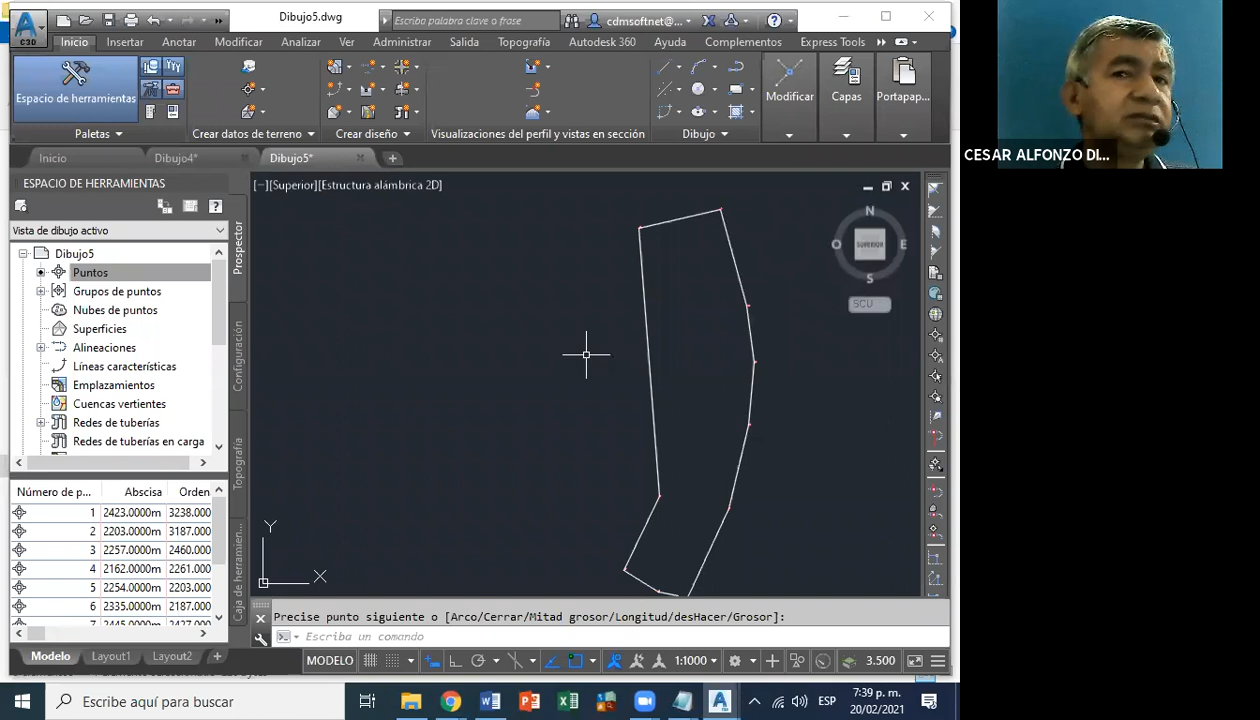 Dibujo5.dwg
Escribe palabra clave o frase
cdmsoftnet@...
C3D
Inicio Insertar Anotar Modificar Analizar Ver Administrar Salida Topografía Autodesk 360 Ayuda Complementos Express Tools
Espacio de herramientas
Modificar
Capas
Portapap...
Paletas
Crear datos de terreno
Crear diseño
Visualizaciones del perfil y vistas en sección
Dibujo
Inicio
Dibujo4*
Dibujo5*
CESAR ALFONZO DI...
ESPACIO DE HERRAMIENTAS
[−][Superior][Estructura alámbrica 2D]
Vista de dibujo activo
Dibujo5
Puntos
Grupos de puntos
Nubes de puntos
Superficies
Alineaciones
Líneas características
Emplazamientos
Cuencas vertientes
Redes de tuberías
Redes de tuberías en carga
Prospector
Configuración
Topografía
Caja de herramien...
N
O
SUPERIOR
E
S
SCU
Número de p... Abscisa Orden
1 2423.0000m 3238.000
2 2203.0000m 3187.000
3 2257.0000m 2460.000
4 2162.0000m 2261.000
5 2254.0000m 2203.000
6 2335.0000m 2187.000
7 2445.0000m 2427.000
Y
X
Precise punto siguiente o [Arco/Cerrar/Mitad grosor/Longitud/desHacer/Grosor]:
Escriba un comando
Modelo Layout1 Layout2 +
MODELO
1:1000
3.500
Escribe aquí para buscar
ESP
7:39 p. m.
20/02/2021